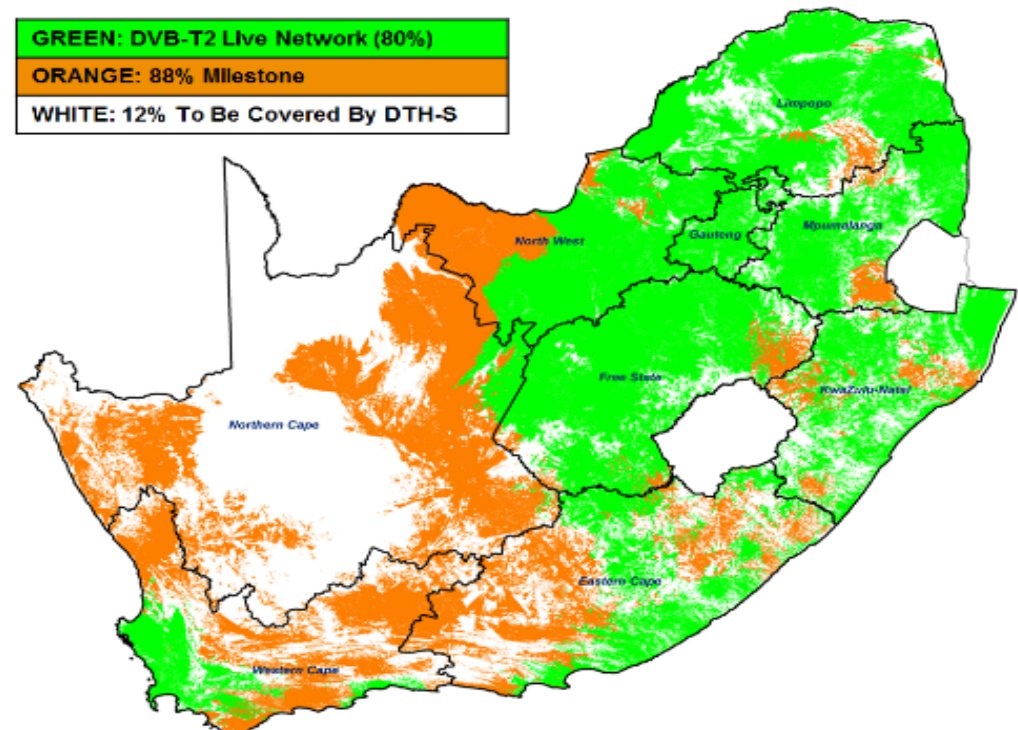 GREEN: DVB-T2 Live Network (80%)
ORANGE: 88% Milestone
WHITE: 12% To Be Covered By DTH-S
Limpopo
North West
Gauteng
Mpumalanga
Free State
KwaZulu-Natal
Northern Cape
Eastern Cape
Western Cape